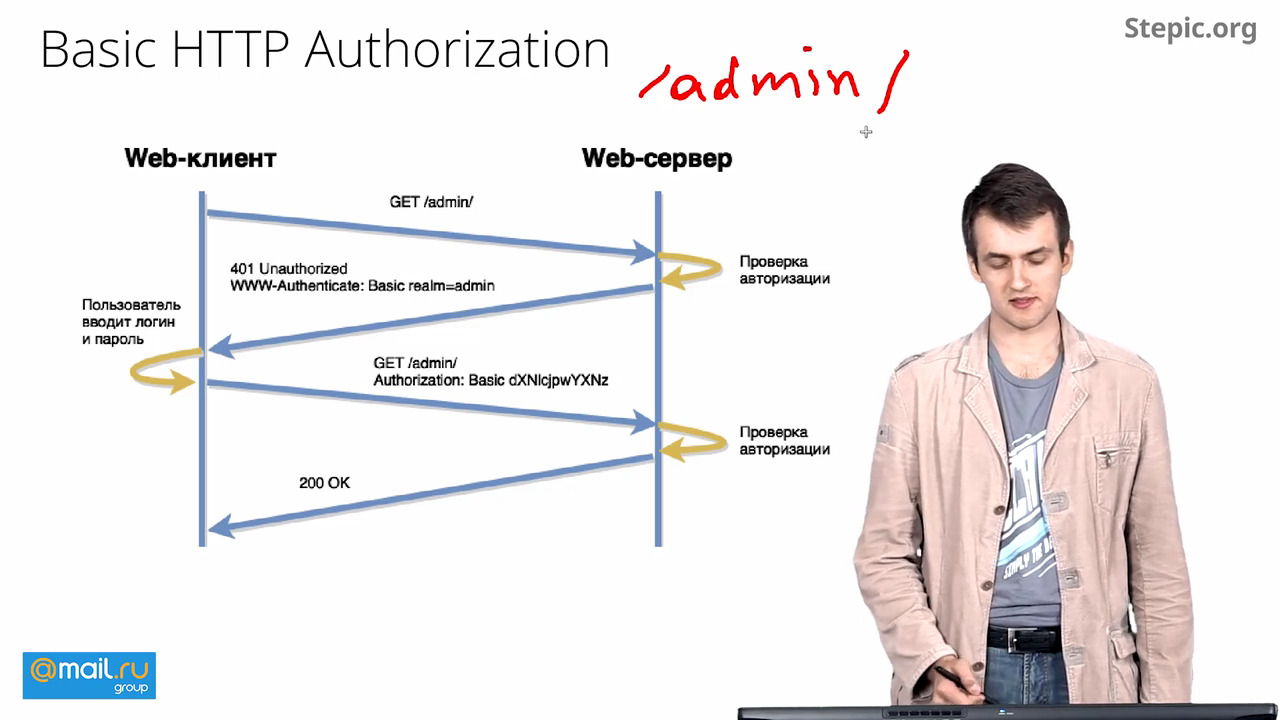 Basic HTTP Authorization
Stepic.org
/admin/
Web-клиент
Web-сервер
GET /admin/
Проверка
авторизации
401 Unauthorized
WWW-Authenticate: Basic realm=admin
Пользователь
вводит логин
и пароль
GET /admin/
Authorization: Basic dXNlcjpwYXNz
Проверка
авторизации
200 OK
@mail.ru
group